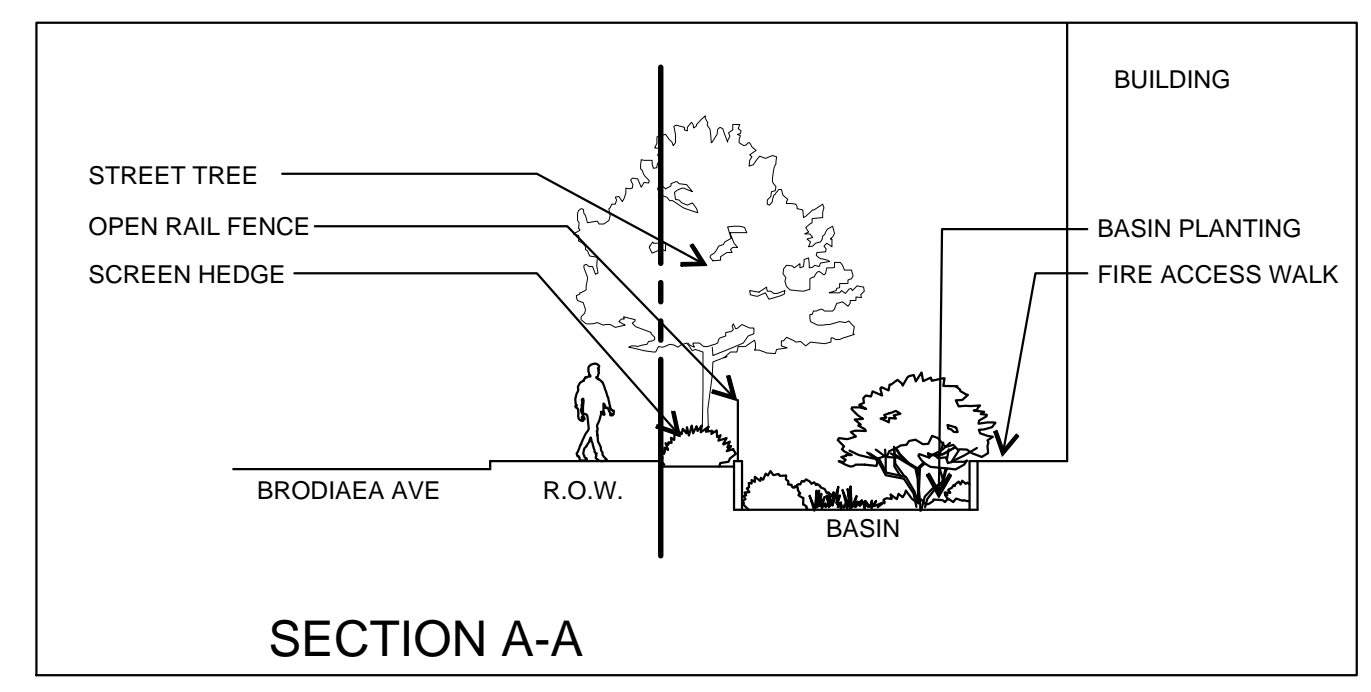 BUILDING
STREET TREE
OPEN RAIL FENCE
SCREEN HEDGE
BASIN PLANTING
FIRE ACCESS WALK
BRODIAEA AVE
R.O.W.
BASIN
SECTION A-A